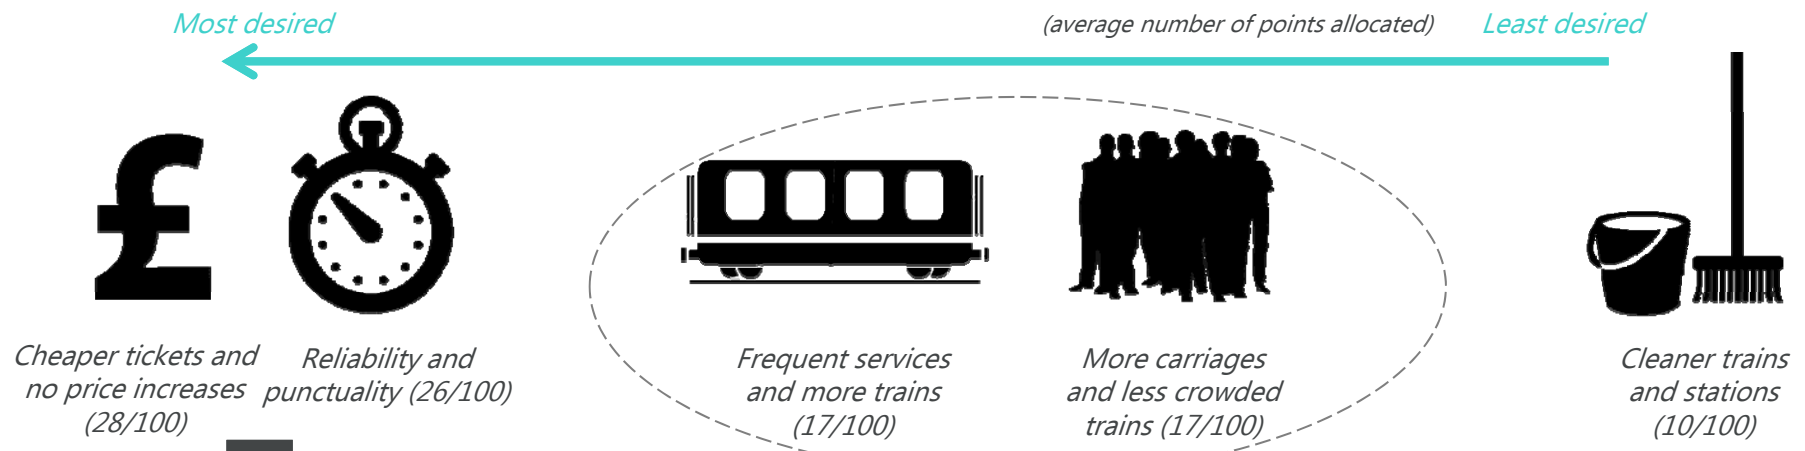 Most desired
(average number of points allocated)
Least desired
£
Cheaper tickets and
no price increases
(28/100)
Reliability and
punctuality (26/100)
Frequent services
and more trains
(17/100)
More carriages
and less crowded
trains (17/100)
Cleaner trains
and stations
(10/100)